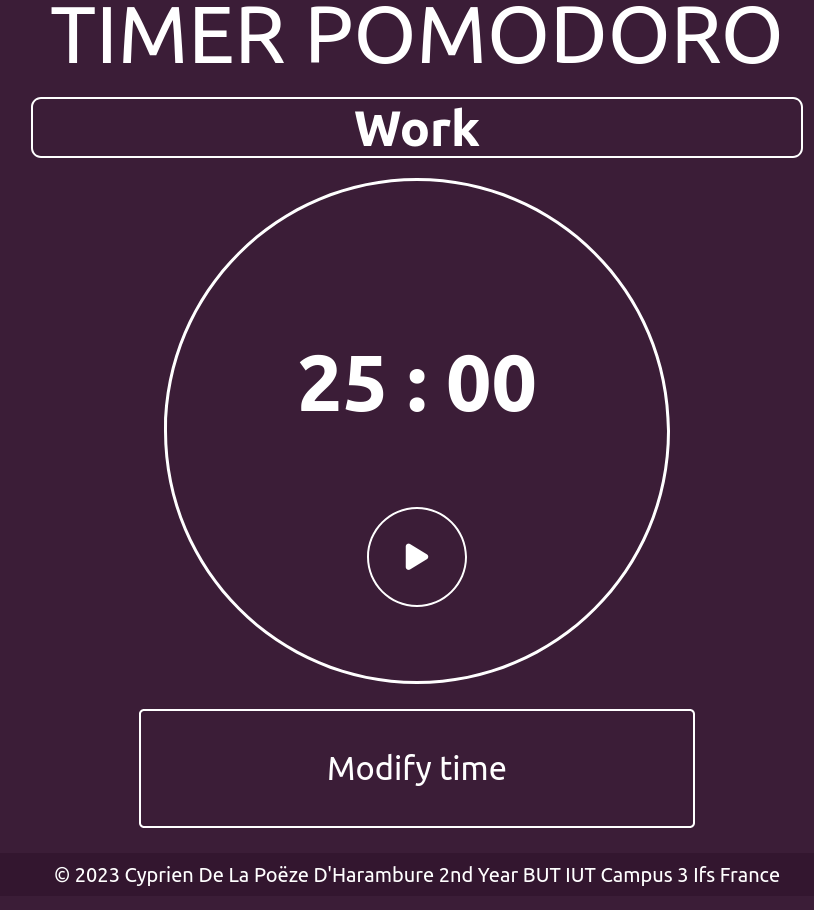 TIMER POMODORO
Work
25 : 00
Modify time
© 2023 Cyprien De La Poëze D'Harambure 2nd Year BUT IUT Campus 3 Ifs France